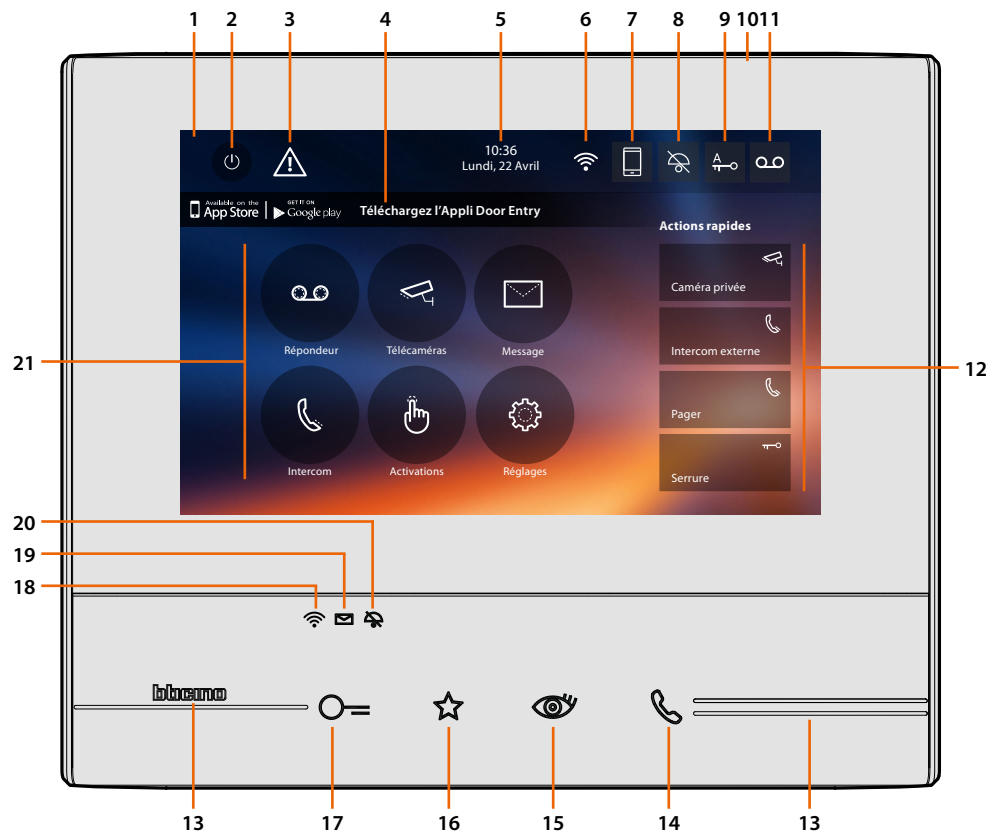 1 2 3 4 5 6 7 8 9 10 11
10:36
Lundi, 22 Avril
A
Available on the
App Store
GET IT ON
Google play
Téléchargez l'Appli Door Entry
Actions rapides
Caméra privée
Répondeur
Télécaméras
Message
Intercom externe
21
12
Pager
Intercom
Activations
Réglages
Serrure
20
19
18
bticino
13 17 16 15 14 13